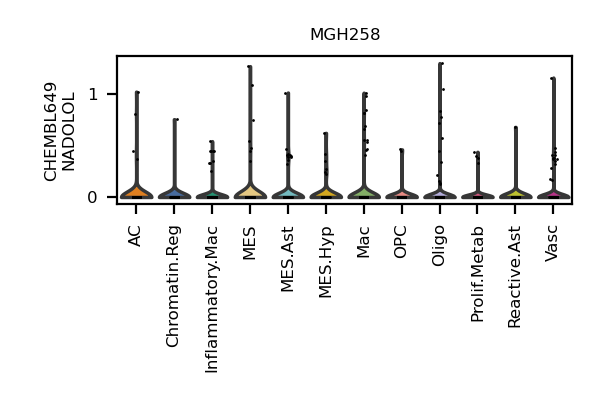 MGH258
CHEMBL649
NADOLOL
1
0
AC
Chromatin.Reg
Inflammatory.Mac
MES
MES.Ast
MES.Hyp
Mac
OPC
Oligo
Prolif.Metab
Reactive.Ast
Vasc